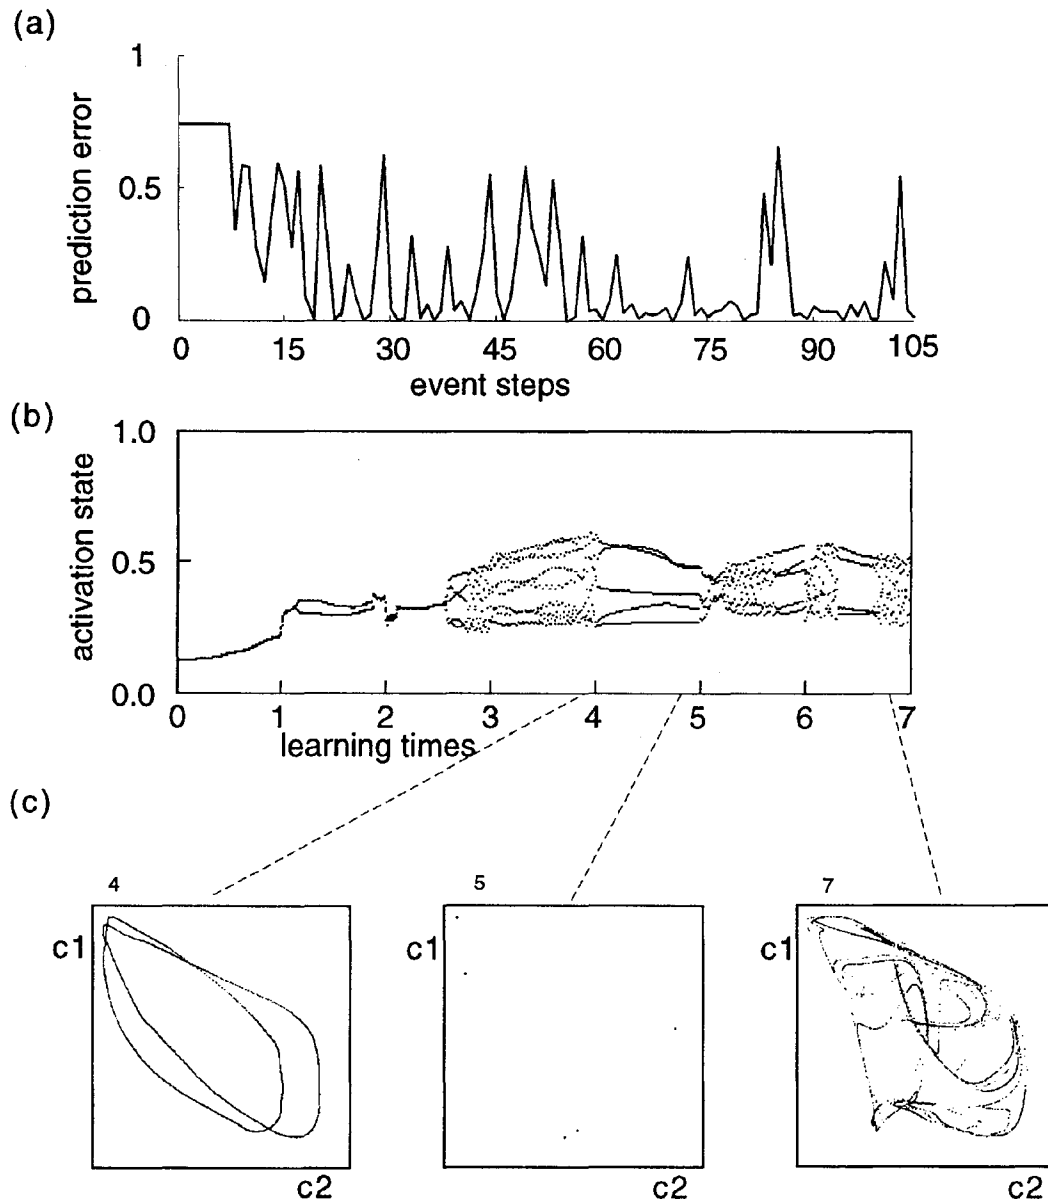 (a)
1
0.5
0
prediction error
0 15 30 45 60 75 90 105
event steps
(b)
1.0
0.5
0.0
activation state
0 1 2 3 4 5 6 7
learning times
(c)
4 5 7
c1 c1 c1
c2 c2 c2